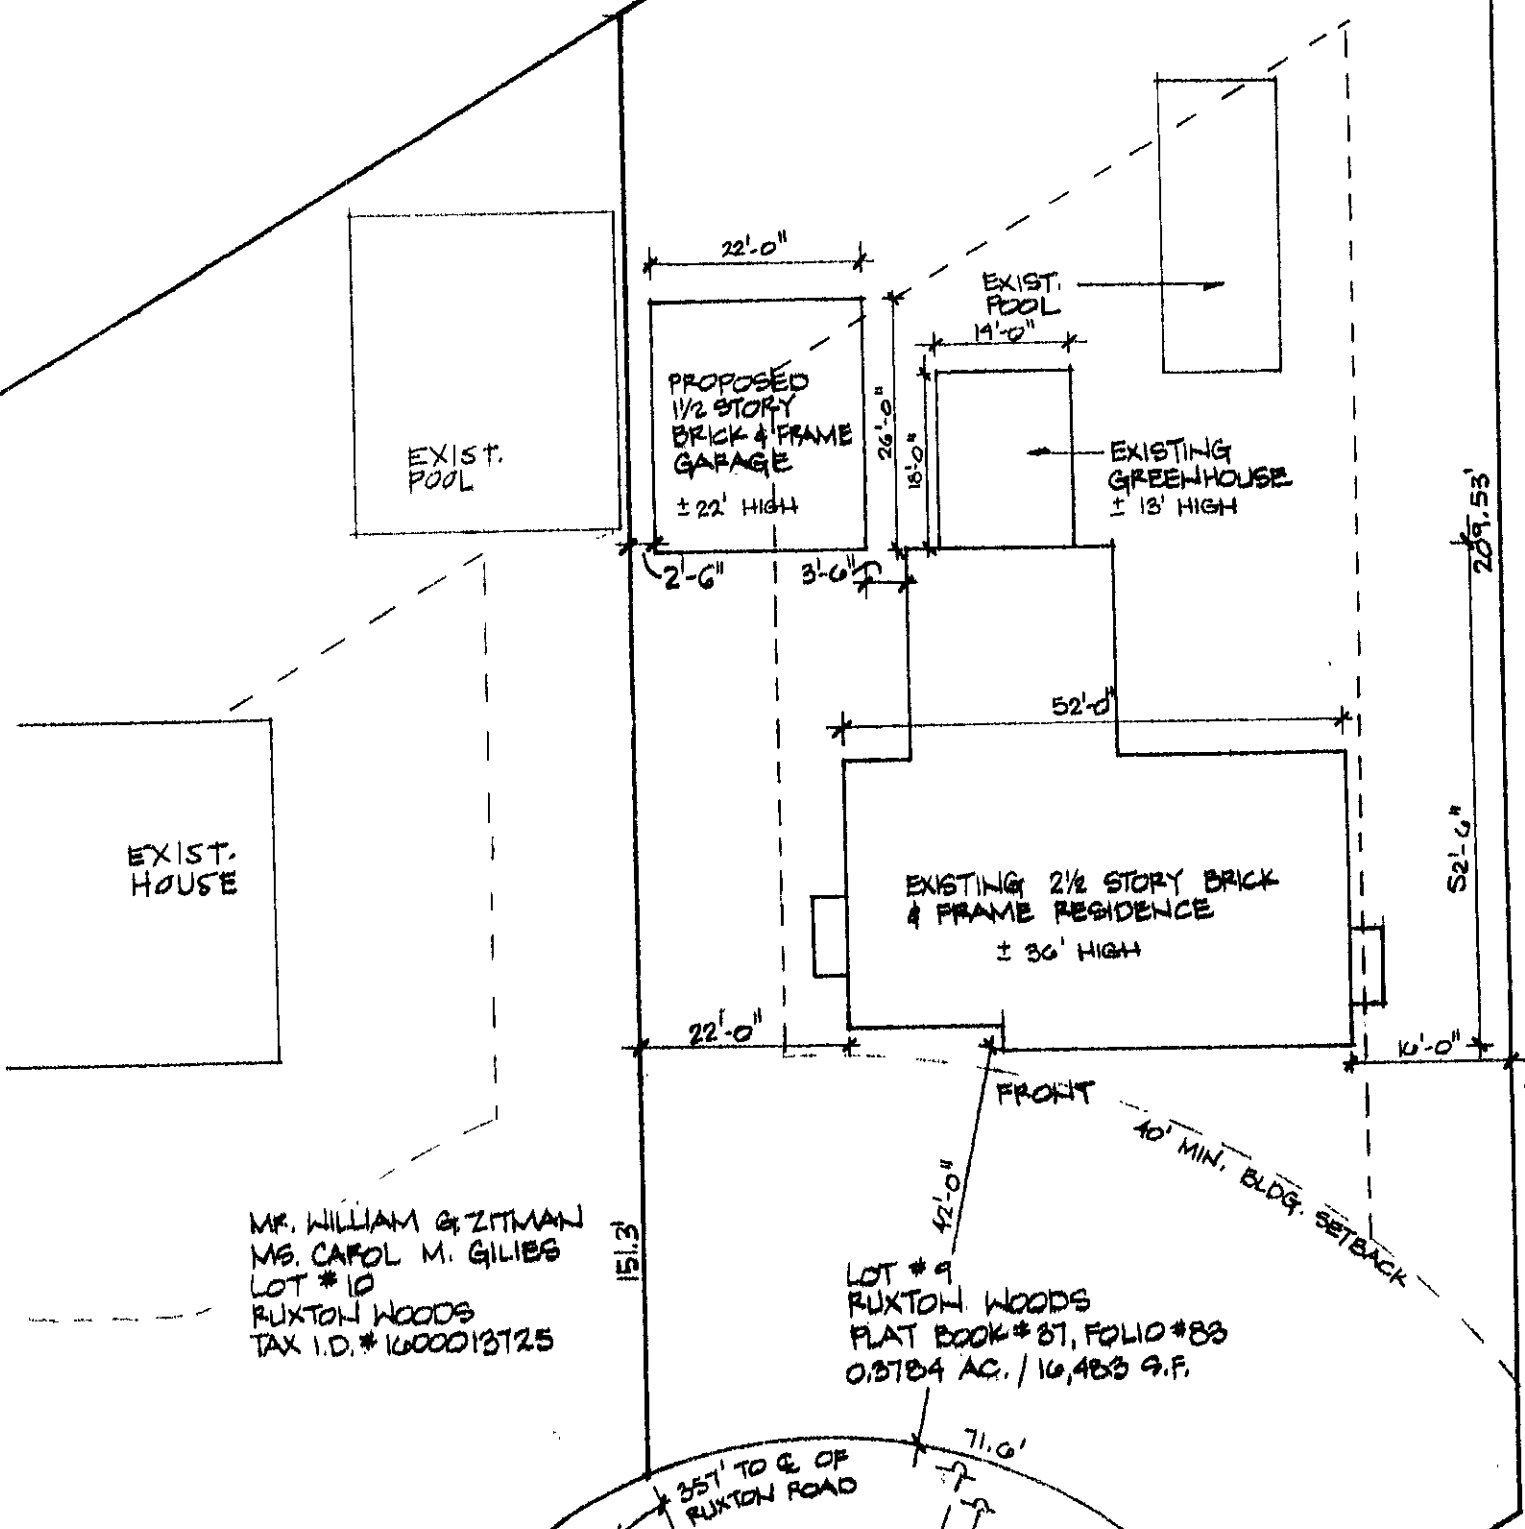 22'-0"
EXIST.
POOL
14'-0"
PROPOSED
1 1/2 STORY
BRICK & FRAME
GARAGE
± 22' HIGH
26'-0"
18'-0"
EXISTING
GREENHOUSE
± 13' HIGH
EXIST.
POOL
209.53'
2'-6"
3'-6"
52'-0"
EXIST.
HOUSE
52'-6"
EXISTING 2 1/2 STORY BRICK
& FRAME RESIDENCE
± 36' HIGH
22'-0"
16'-0"
FRONT
40' MIN. BLDG. SETBACK
42'-0"
MR. WILLIAM G. ZITMAN
MS. CAROL M. GILIES
LOT #10
RUXTON WOODS
TAX I.D. #1600013725
151.3'
LOT #9
RUXTON WOODS
PLAT BOOK #37, FOLIO #83
0.3784 AC. / 16,483 S.F.
71.6'
357' TO ℄ OF
RUXTON ROAD